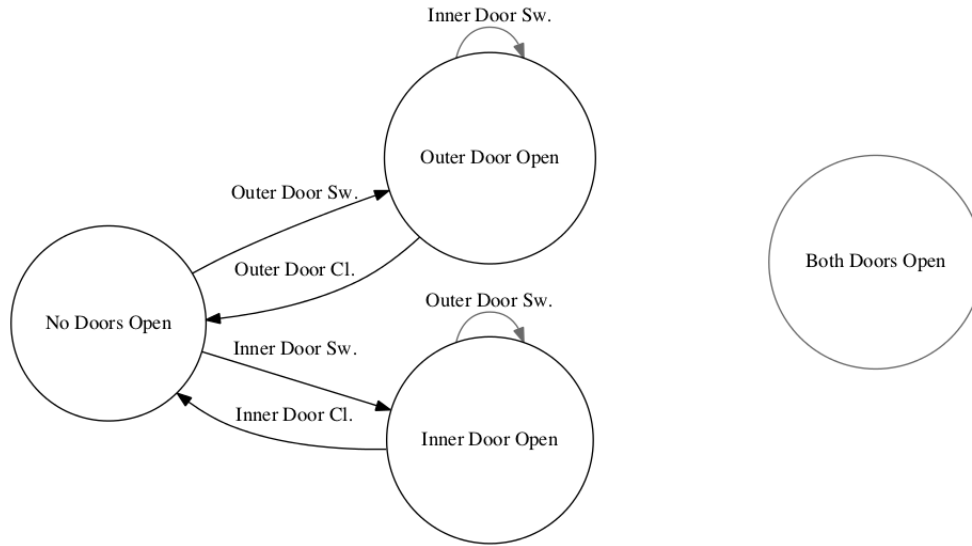 Inner Door Sw.
Outer Door Open
Outer Door Sw.
Both Doors Open
Outer Door Cl.
Outer Door Sw.
No Doors Open
Inner Door Sw.
Inner Door Cl.
Inner Door Open